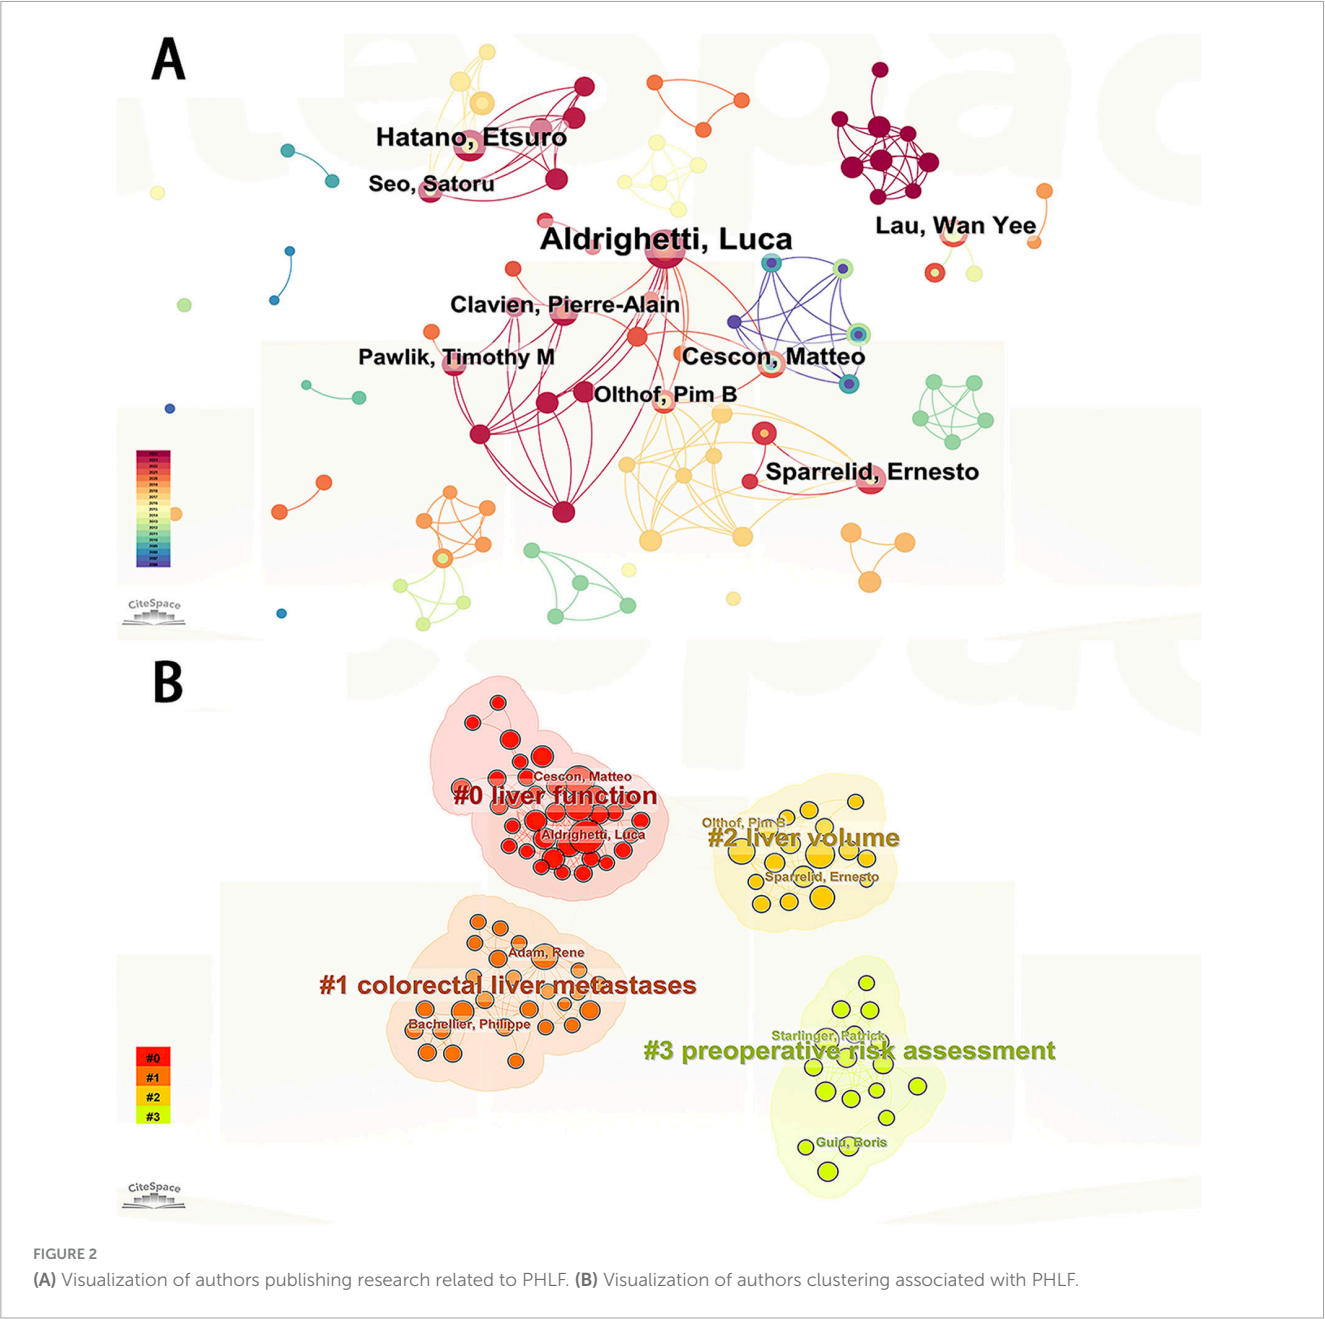 A
Hatano, Etsuro
Seo, Satoru
Aldrighetti, Luca
Lau, Wan Yee
Clavien, Pierre-Alain
Pawlik, Timothy M
Cescon, Matteo
Olthof, Pim B
Sparrelid, Ernesto
CiteSpace
B
Cescon, Matteo
#0 liver function
Aldrighetti, Luca
Olthof, Pim B
#2 liver volume
Sparrelid, Ernesto
Adam, Rene
#1 colorectal liver metastases
Bachellier, Philippe
Starlinger, Patrick
#3 preoperative risk assessment
Guiu, Boris
#0
#1
#2
#3
CiteSpace
FIGURE 2
(A) Visualization of authors publishing research related to PHLF. (B) Visualization of authors clustering associated with PHLF.